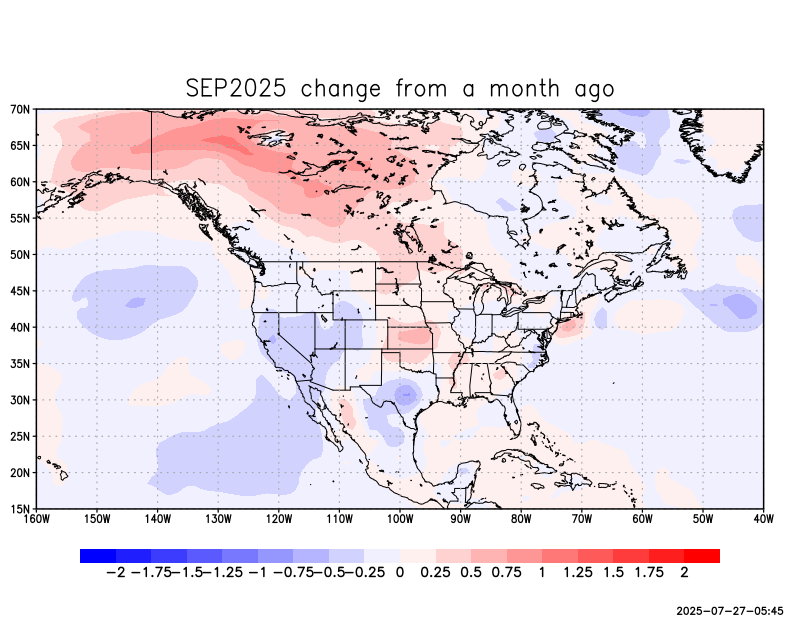 SEP2025 change from a month ago
70N
65N
60N
55N
50N
45N
40N
35N
30N
25N
20N
15N
160W 150W 140W 130W 120W 110W 100W 90W 80W 70W 60W 50W 40W
−2 −1.75 −1.5 −1.25 −1 −0.75 −0.5 −0.25 0 0.25 0.5 0.75 1 1.25 1.5 1.75 2
2025-07-27-05:45